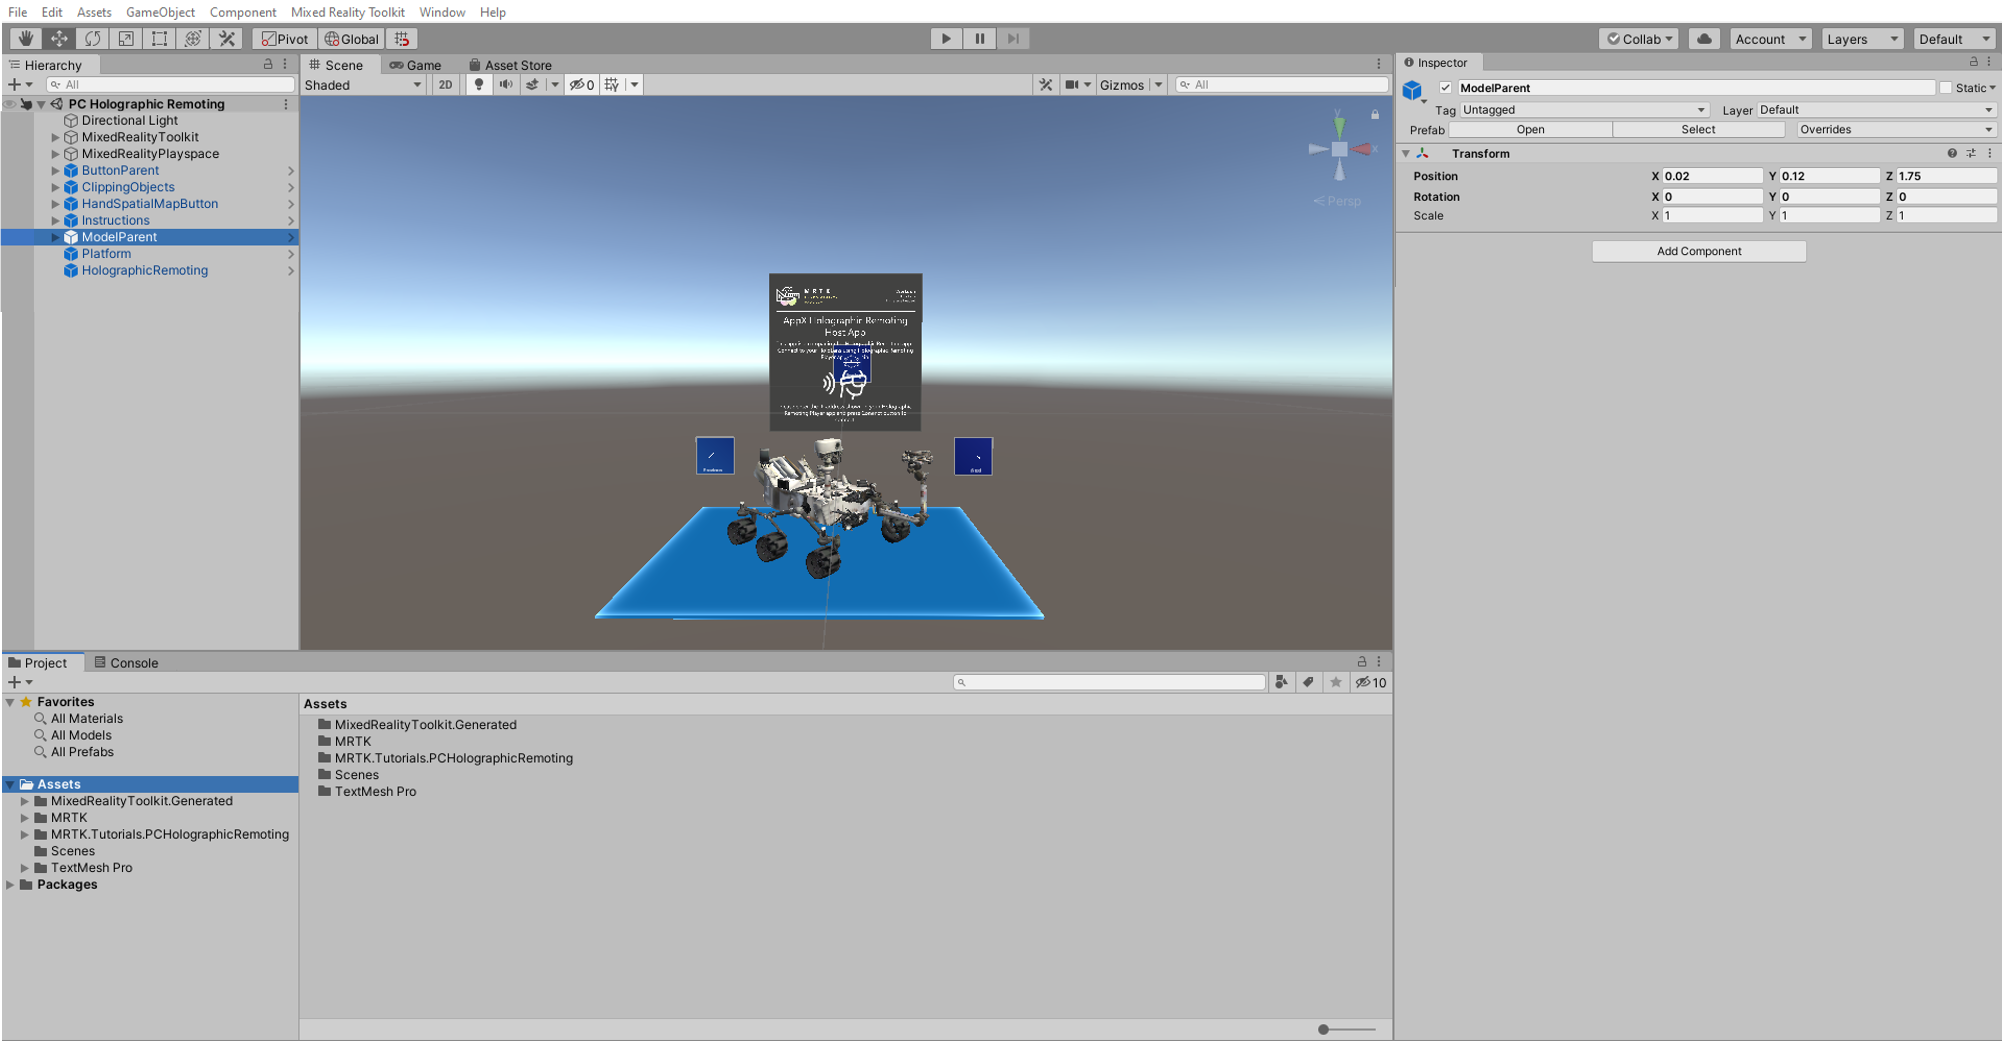 File Edit Assets GameObject Component Mixed Reality Toolkit Window Help
Pivot Global Collab Account Layers Default
Hierarchy
All
PC Holographic Remoting
Directional Light
MixedRealityToolkit
MixedRealityPlayspace
ButtonParent
ClippingObjects
HandSpatialMapButton
Instructions
ModelParent
Platform
HolographicRemoting
Scene Game Asset Store
Shaded 2D 0 Gizmos All
y
x
Persp
MRTK
AppX Holographic Remoting
Host App
Inspector
ModelParent Static
Tag Untagged Layer Default
Prefab Open Select Overrides
Transform
Position X 0.02 Y 0.12 Z 1.75
Rotation X 0 Y 0 Z 0
Scale X 1 Y 1 Z 1
Add Component
Project Console
10
Favorites
All Materials
All Models
All Prefabs
Assets
MixedRealityToolkit.Generated
MRTK
MRTK.Tutorials.PCHolographicRemoting
Scenes
TextMesh Pro
Packages
Assets
MixedRealityToolkit.Generated
MRTK
MRTK.Tutorials.PCHolographicRemoting
Scenes
TextMesh Pro